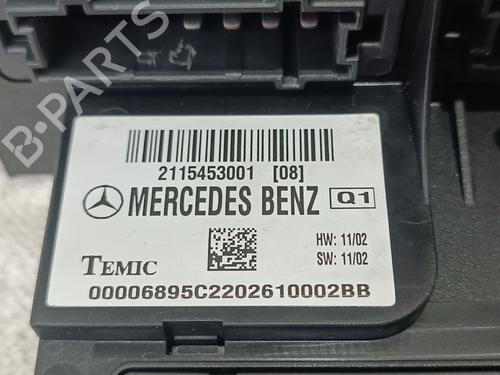 B-PARTS
2115453001 [08]
MERCEDES BENZ Q1
HW: 11/02
SW: 11/02
TEMIC
00006895C2202610002BB